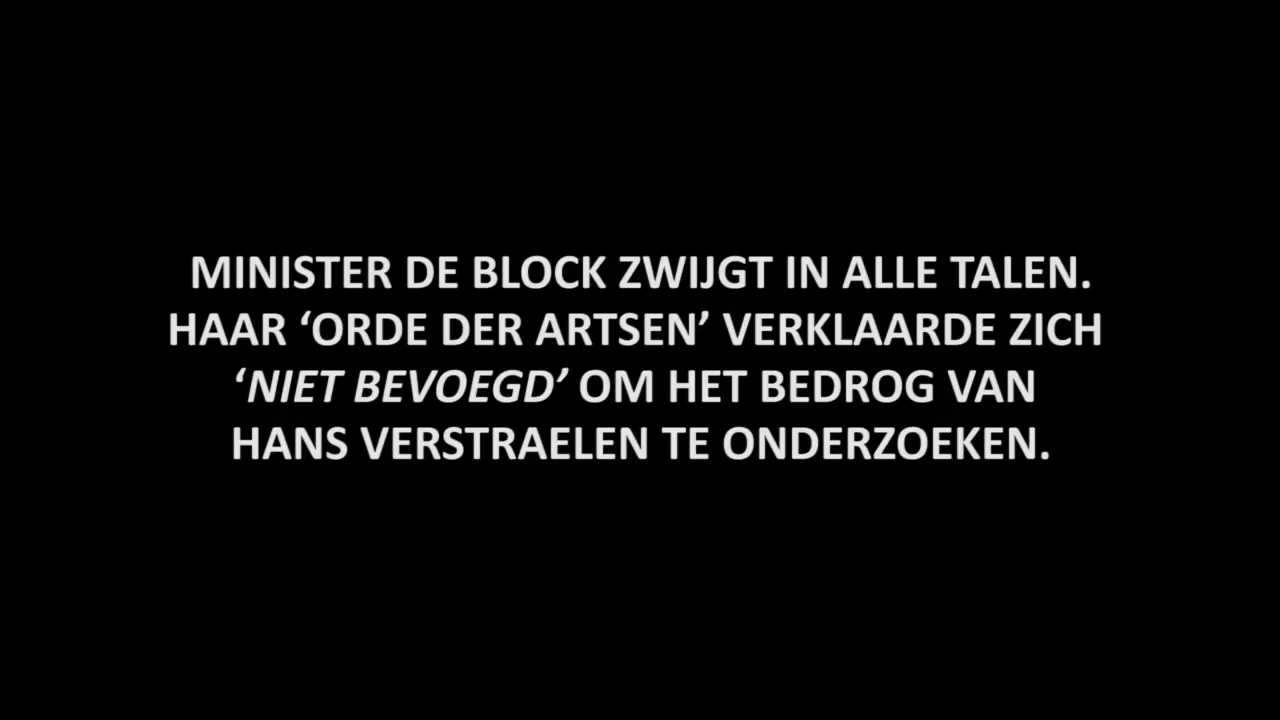 MINISTER DE BLOCK ZWIJGT IN ALLE TALEN.
HAAR ‘ORDE DER ARTSEN’ VERKLAARDE ZICH
‘NIET BEVOEGD’ OM HET BEDROG VAN
HANS VERSTRAELEN TE ONDERZOEKEN.